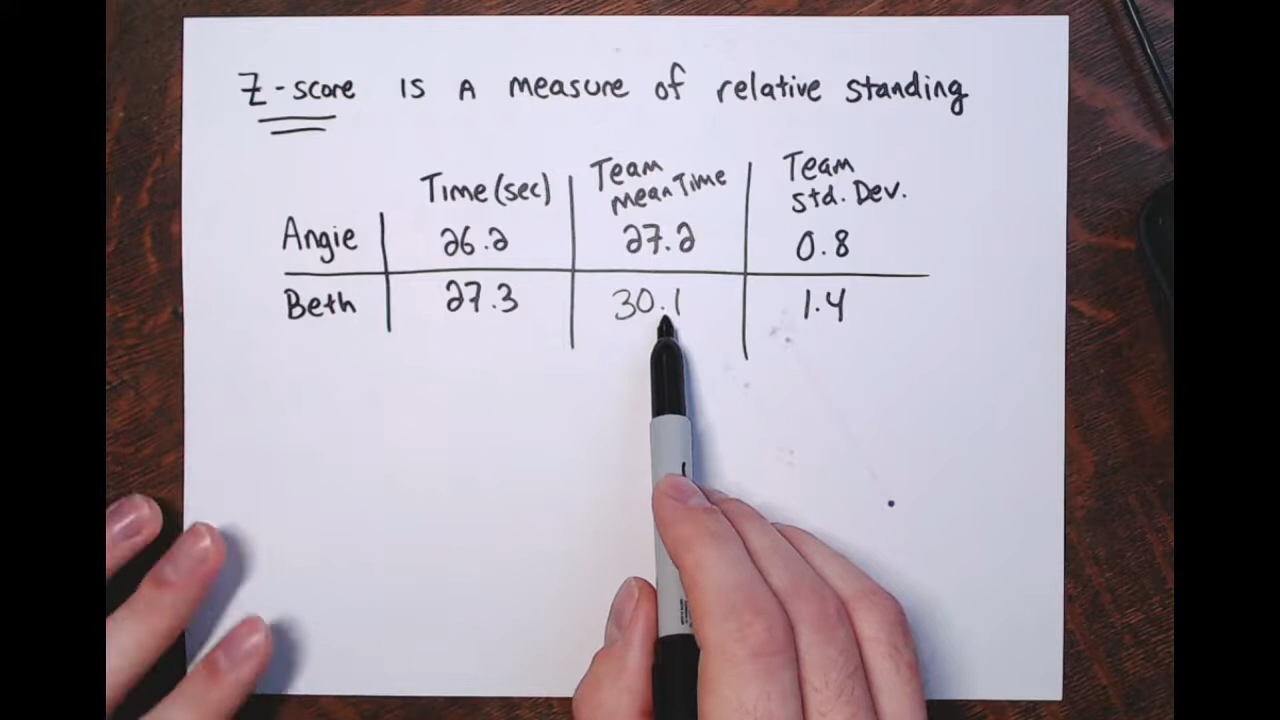 Z-score is A measure of relative standing
Time (sec) Team mean Time Team std. Dev.
Angie 26.2 27.2 0.8
Beth 27.3 30.1 1.4